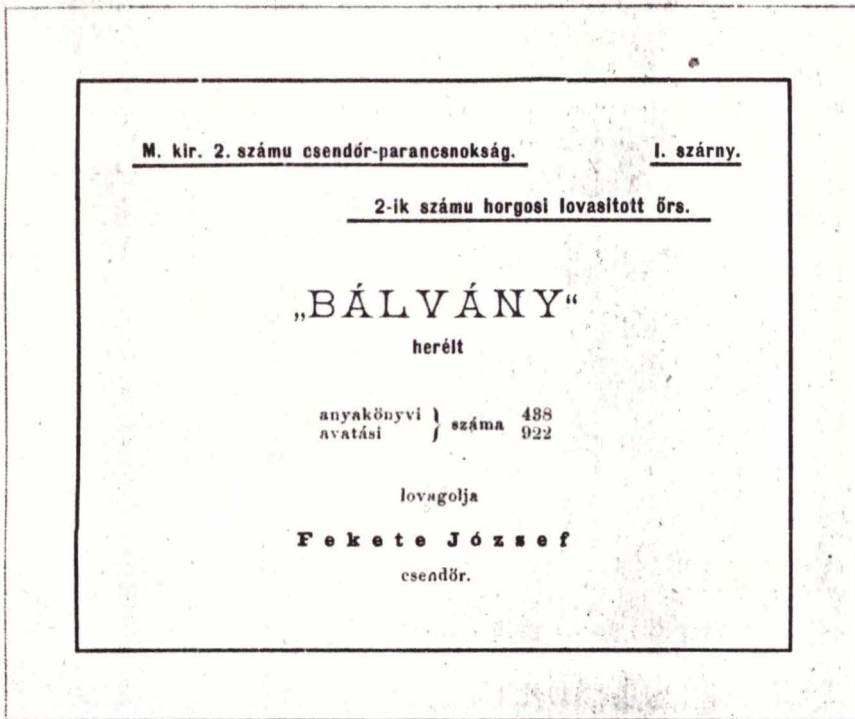 M. kir. 2. számu csendőr-parancsnokság. I. szárny.
2-ik számu horgosi lovasitott őrs.
„BÁLVÁNY“
herélt
anyakönyvi } száma 438
avatási } száma 922
lovagolja
Fekete József
csendőr.